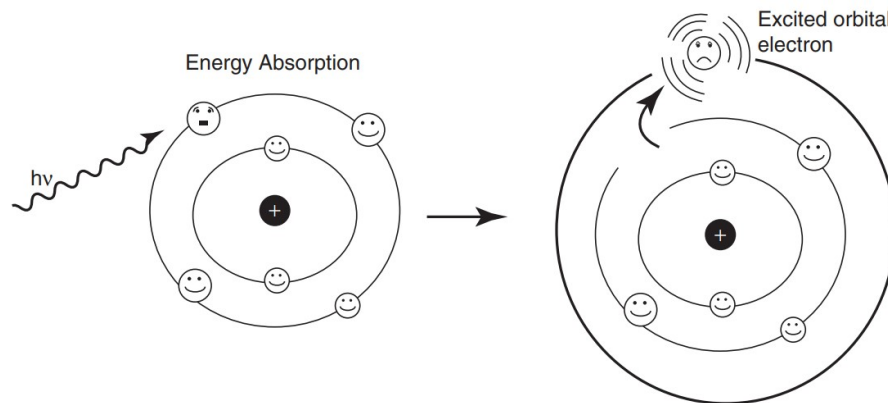 Energy Absorption
hν
+
Excited orbital
electron
+